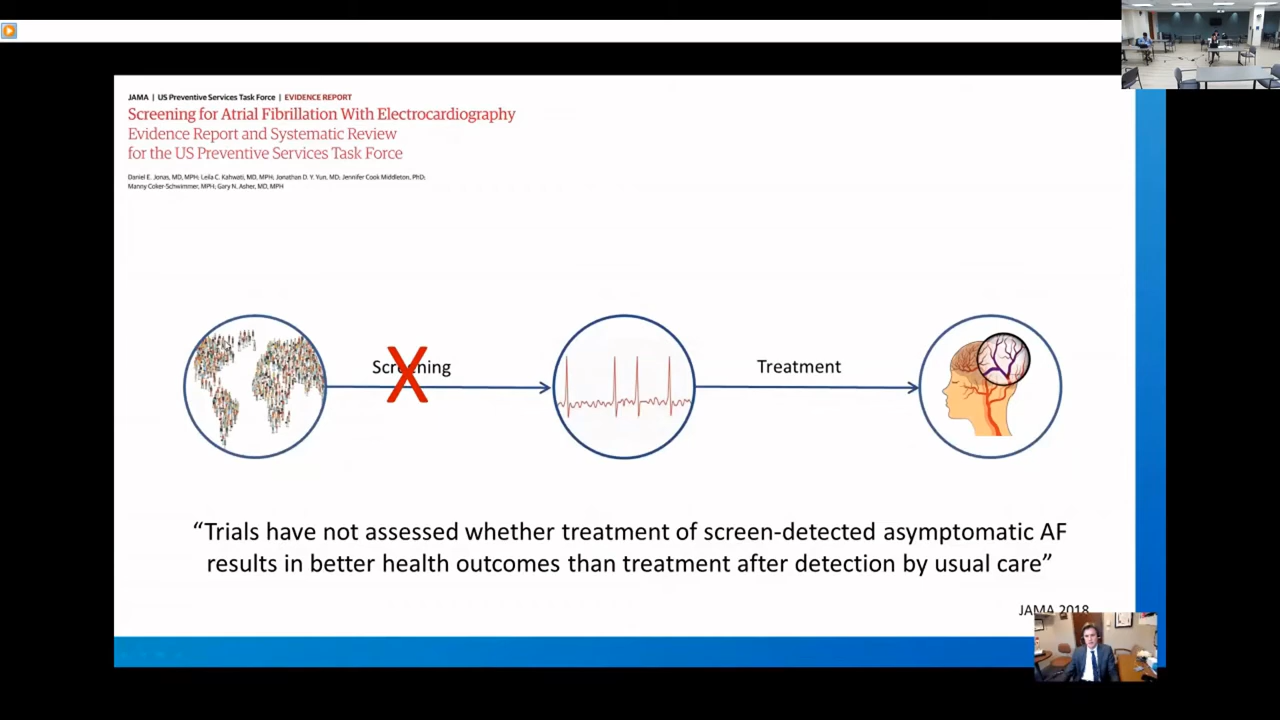 JAMA | US Preventive Services Task Force | EVIDENCE REPORT
Screening for Atrial Fibrillation With Electrocardiography
Evidence Report and Systematic Review
for the US Preventive Services Task Force
Daniel E. Jonas, MD, MPH; Leila C. Kahwati, MD, MPH; Jonathan D. Y. Yun, MD; Jennifer Cook Middleton, PhD;
Manny Coker-Schwimmer, MPH; Gary N. Asher, MD, MPH
Screening
X
Treatment
“Trials have not assessed whether treatment of screen-detected asymptomatic AF
results in better health outcomes than treatment after detection by usual care”
JAMA 2018